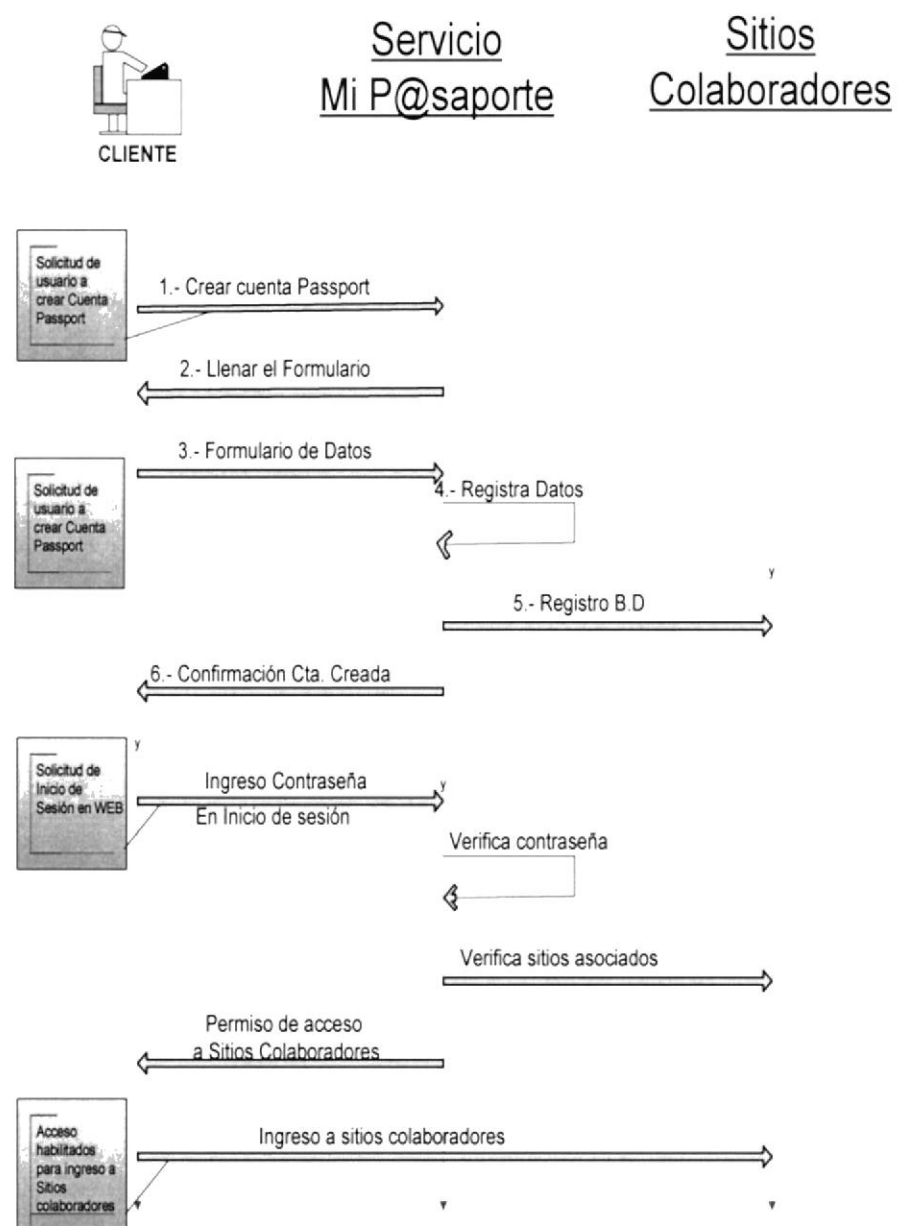 Servicio
Mi P@saporte
Sitios
Colaboradores
CLIENTE
Solicitud de
usuario a
crear Cuenta
Passport
1.- Crear cuenta Passport
2.- Llenar el Formulario
3.- Formulario de Datos
Solicitud de
usuario a
crear Cuenta
Passport
4.- Registra Datos
y
5.- Registro B.D
6.- Confirmación Cta. Creada
y
Solicitud de
Inicio de
Sesión en WEB
Ingreso Contraseña
y
En Inicio de sesión
Verifica contraseña
Verifica sitios asociados
Permiso de acceso
a Sitios Colaboradores
Acceso
habilitados
para ingreso a
Sitios
colaboradores
Ingreso a sitios colaboradores